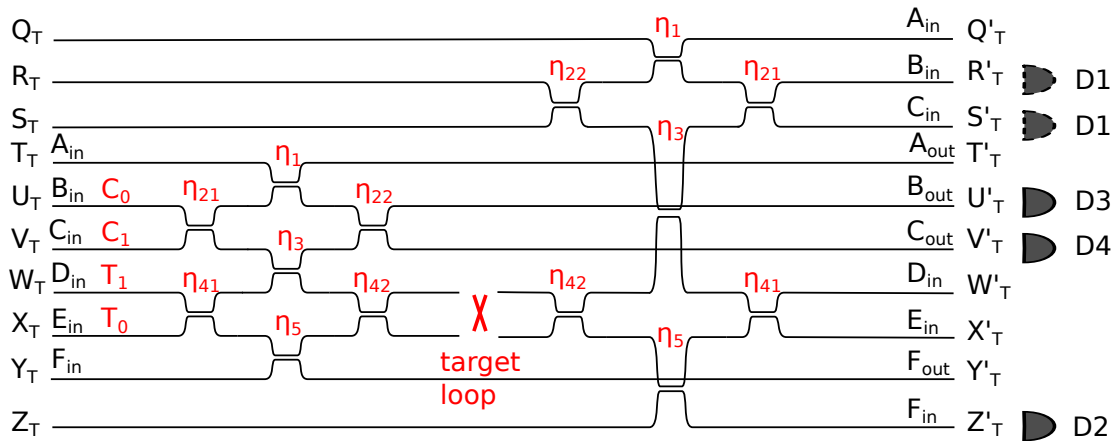 Q_T η₁ A_in Q'_T
R_T η₂₂ η₂₁ B_in R'_T D1
S_T η₃ C_in S'_T D1
T_T A_in η₁ A_out T'_T
U_T B_in C₀ η₂₁ η₂₂ B_out U'_T D3
V_T C_in C₁ η₃ C_out V'_T D4
W_T D_in T₁ η₄₁ η₄₂ η₄₂ η₄₁ D_in W'_T
X_T E_in T₀ η₅ X η₅ E_in X'_T
Y_T F_in target F_out Y'_T
loop
Z_T F_in Z'_T D2